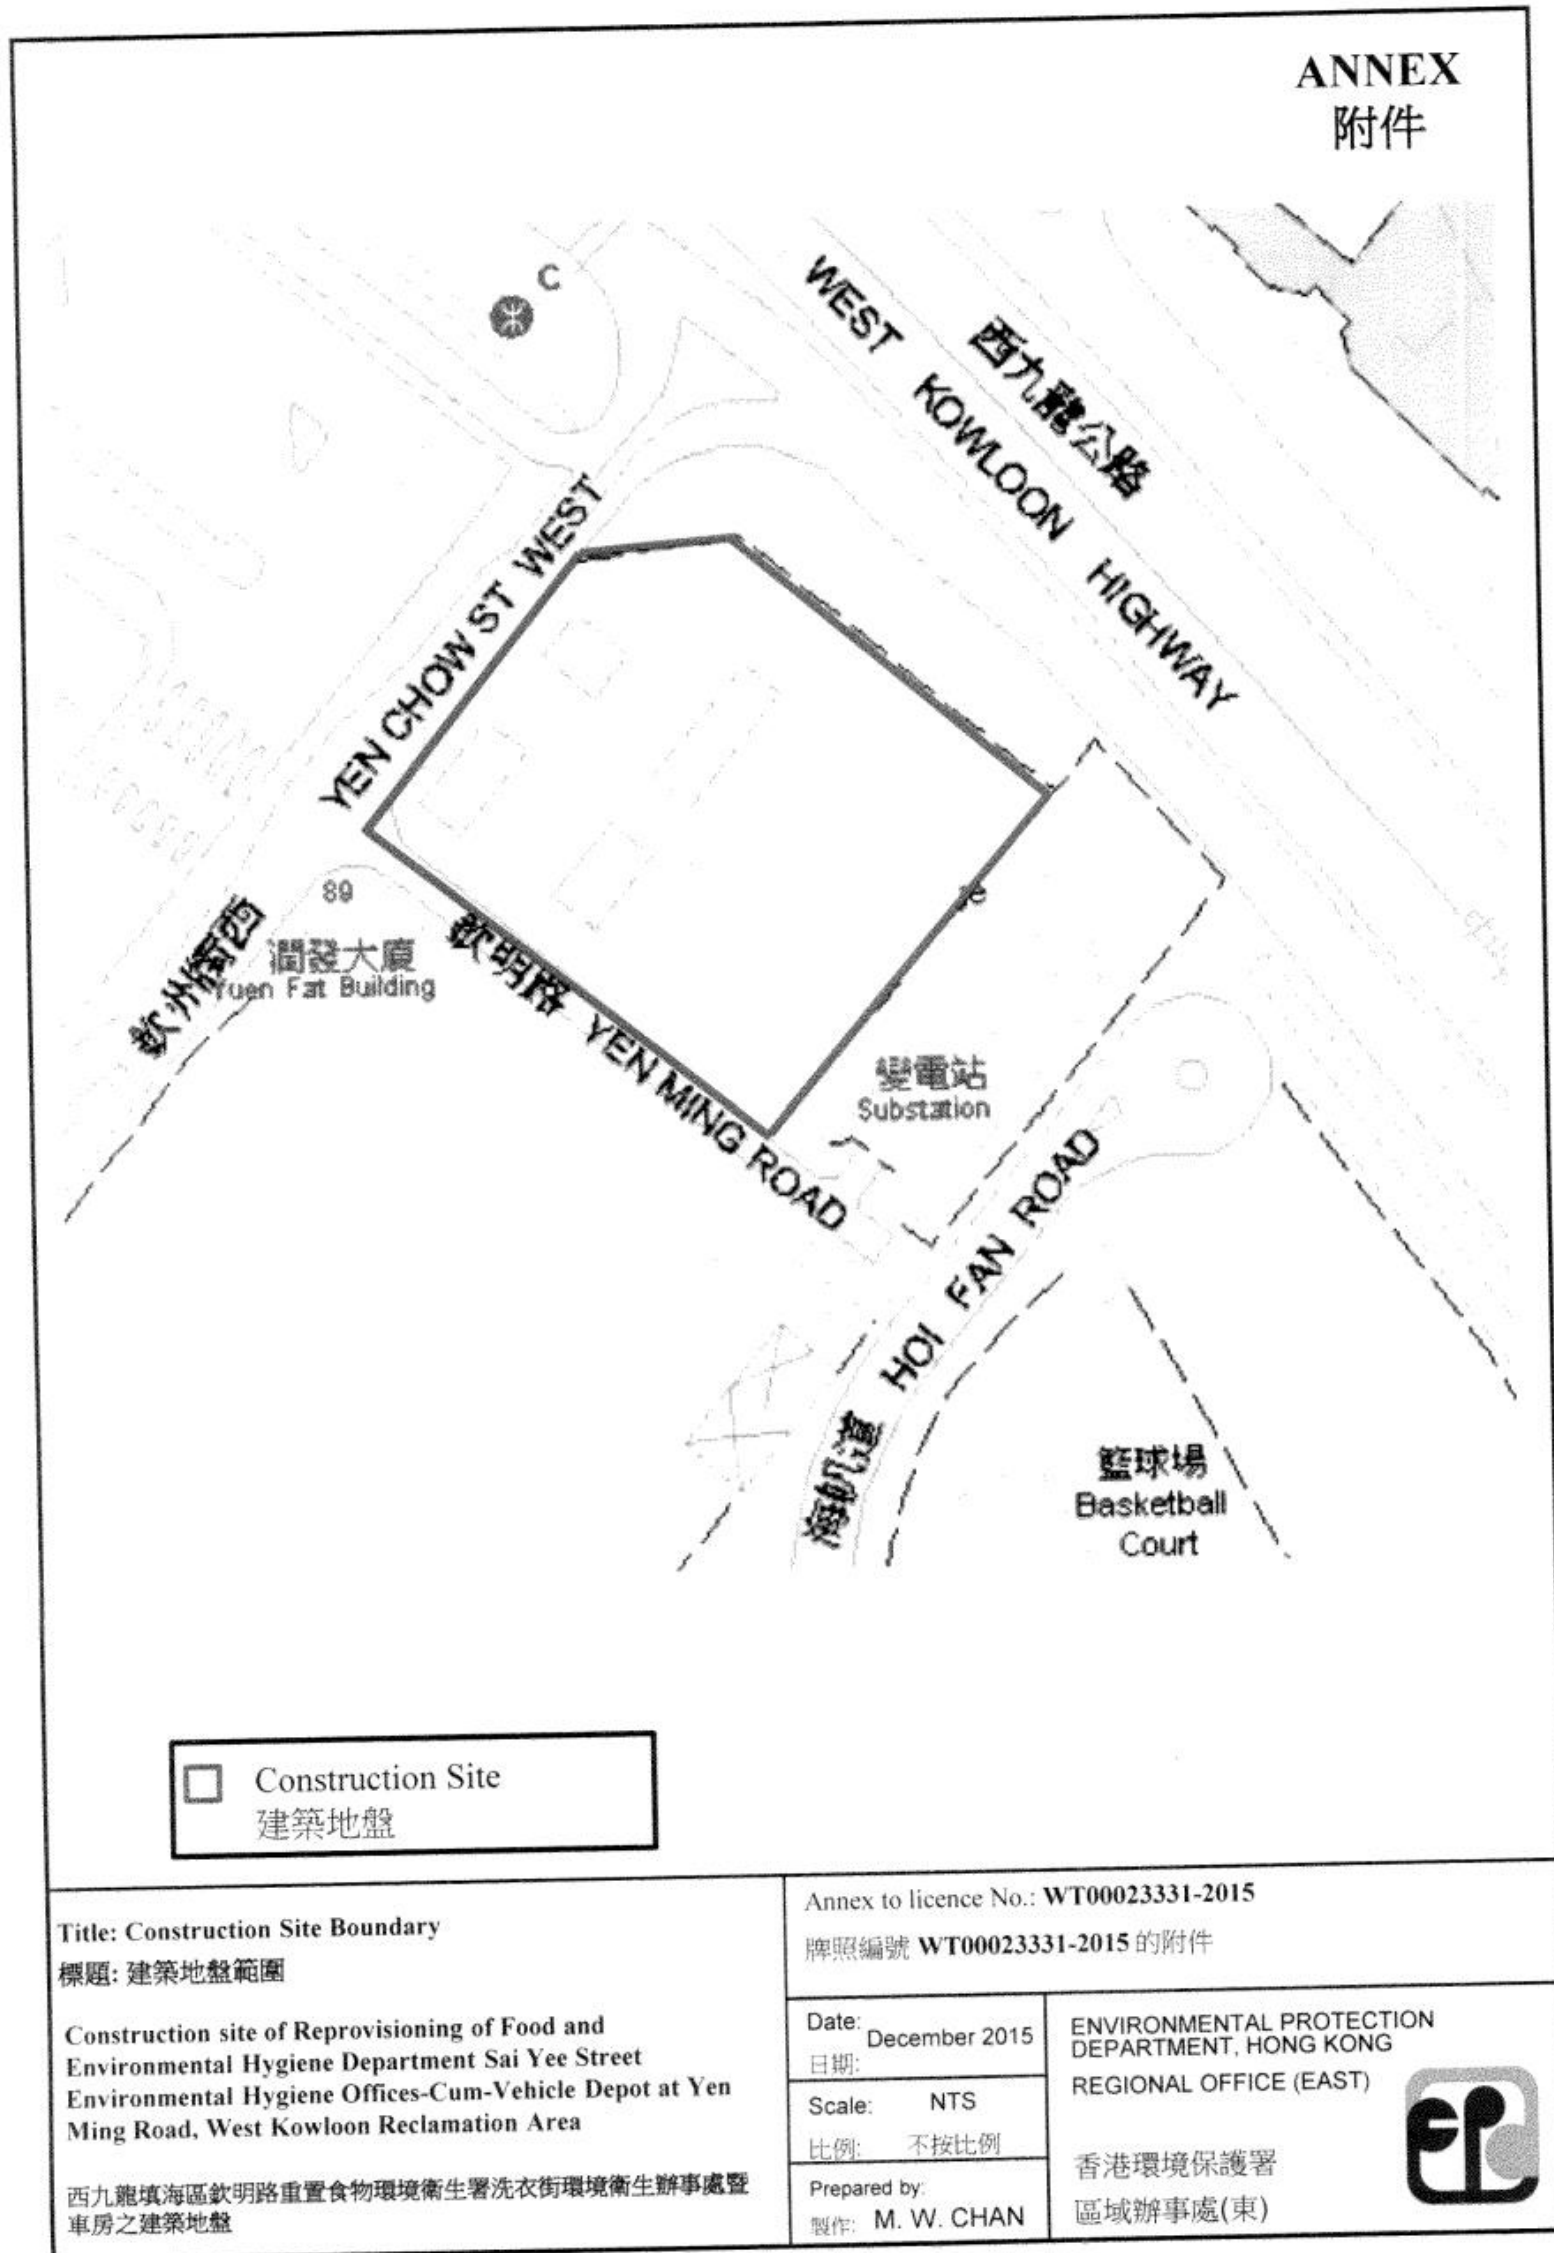 ANNEX
附件
C
WEST KOWLOON HIGHWAY
西九龍公路
YEN CHOW ST WEST
欽州街西
89
潤發大廈
Yuen Fat Building
欽明路 YEN MING ROAD
變電站
Substation
海帆道 HOI FAN ROAD
籃球場
Basketball
Court
Construction Site
建築地盤
Title: Construction Site Boundary
標題: 建築地盤範圍
Construction site of Reprovisioning of Food and
Environmental Hygiene Department Sai Yee Street
Environmental Hygiene Offices-Cum-Vehicle Depot at Yen
Ming Road, West Kowloon Reclamation Area
西九龍填海區欽明路重置食物環境衞生署洗衣街環境衞生辦事處暨
車房之建築地盤
Annex to licence No.: WT00023331-2015
牌照編號 WT00023331-2015 的附件
Date: December 2015
日期:
Scale: NTS
比例: 不按比例
Prepared by:
製作: M. W. CHAN
ENVIRONMENTAL PROTECTION
DEPARTMENT, HONG KONG
REGIONAL OFFICE (EAST)
香港環境保護署
區域辦事處(東)